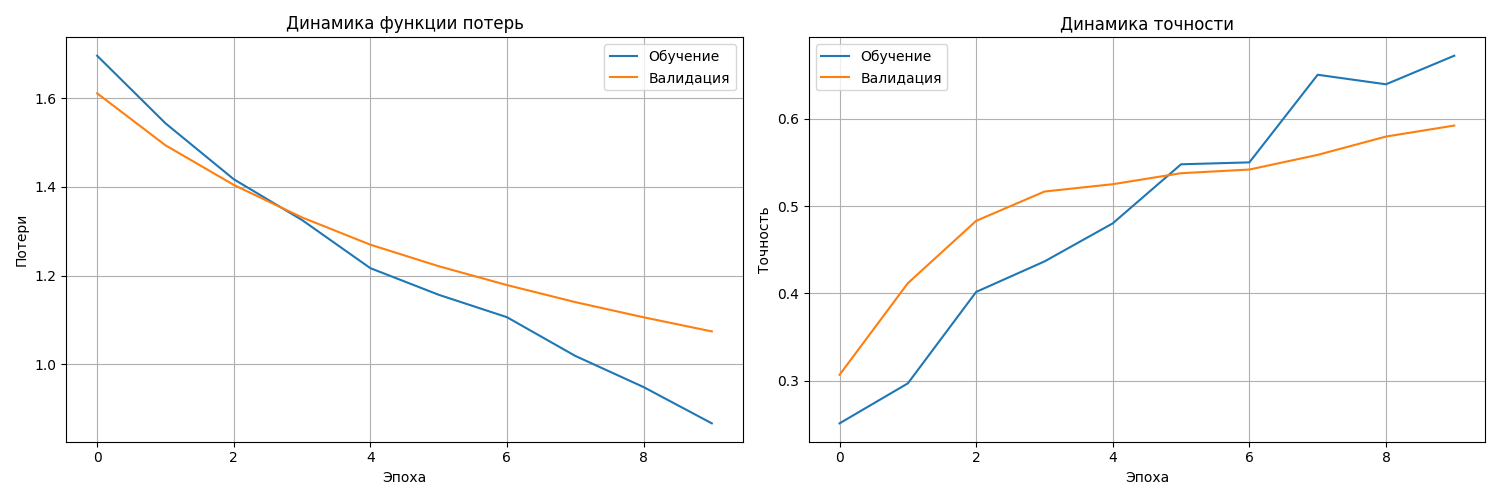 Динамика функции потерь
Обучение
Валидация
1.6
1.4
1.2
1.0
Потери
0 2 4 6 8
Эпоха
Динамика точности
Обучение
Валидация
0.6
0.5
0.4
0.3
Точность
0 2 4 6 8
Эпоха